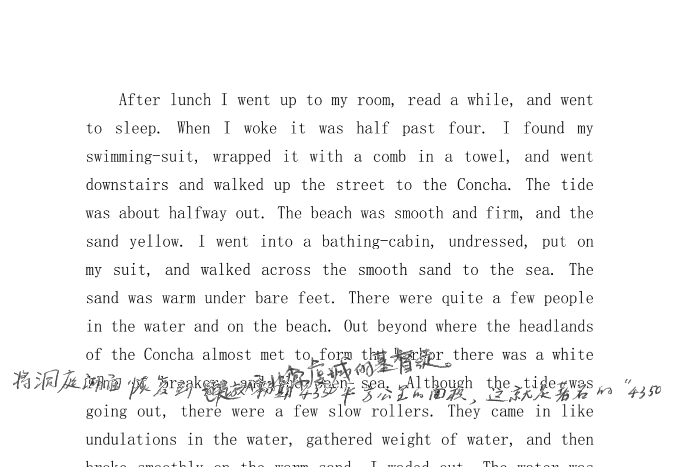 After lunch I went up to my room, read a while, and went
to sleep. When I woke it was half past four. I found my
swimming-suit, wrapped it with a comb in a towel, and went
downstairs and walked up the street to the Concha. The tide
was about halfway out. The beach was smooth and firm, and the
sand yellow. I went into a bathing-cabin, undressed, put on
my suit, and walked across the smooth sand to the sea. The
sand was warm under bare feet. There were quite a few people
in the water and on the beach. Out beyond where the headlands
of the Concha almost met to form the harbor there was a white
虔诚的基督徒。
line of breakers and the open sea. Although the tide was
将洞庭湖面恢复到 4350平方公里的面积，这就是著名的"4350
going out, there were a few slow rollers. They came in like
undulations in the water, gathered weight of water, and then
broke smoothly on the warm sand. I waded out. The water was